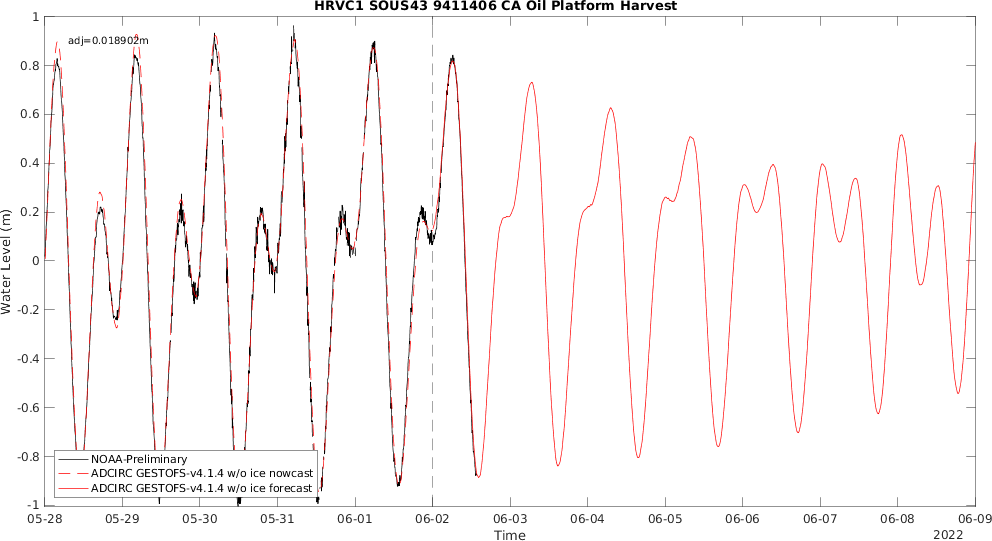 HRVC1 SOUS43 9411406 CA Oil Platform Harvest
adj=0.018902m
1
0.8
0.6
0.4
0.2
0
-0.2
-0.4
-0.6
-0.8
-1
Water Level (m)
NOAA-Preliminary
ADCIRC GESTOFS-v4.1.4 w/o ice nowcast
ADCIRC GESTOFS-v4.1.4 w/o ice forecast
05-28 05-29 05-30 05-31 06-01 06-02 06-03 06-04 06-05 06-06 06-07 06-08 06-09
Time
2022